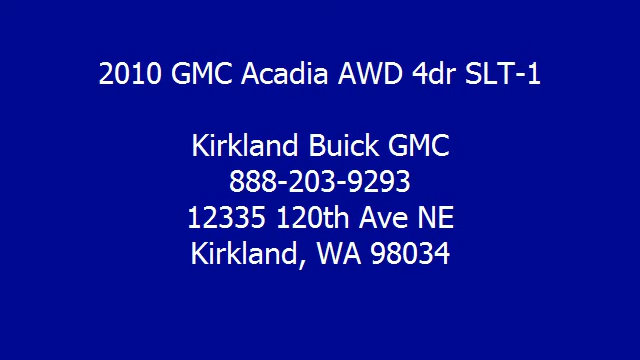 2010 GMC Acadia AWD 4dr SLT-1
Kirkland Buick GMC
888-203-9293
12335 120th Ave NE
Kirkland, WA 98034